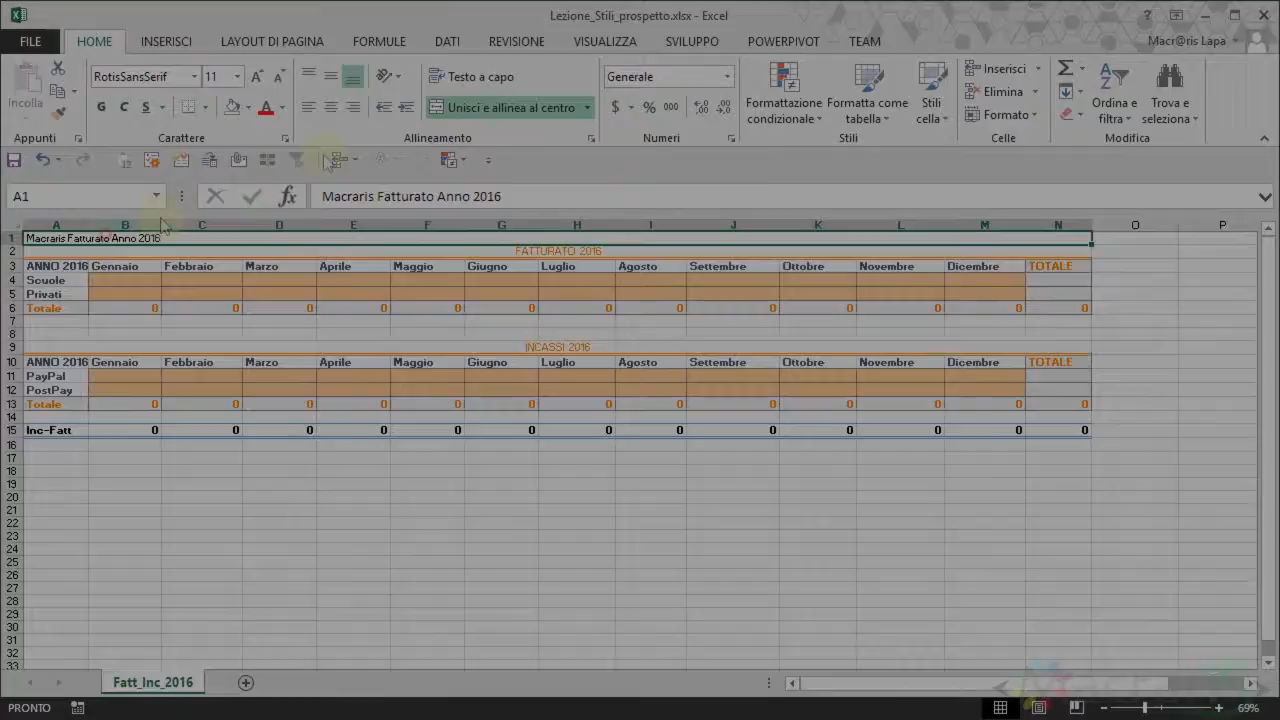 Lezione_Stili_prospetto.xlsx - Excel
FILE HOME INSERISCI LAYOUT DI PAGINA FORMULE DATI REVISIONE VISUALIZZA SVILUPPO POWERPIVOT TEAM Macr@ris Lapa
Incolla
RotisSansSerif 11
G C S
Testo a capo
Unisci e allinea al centro
Generale
$ % 000
Formattazione condizionale
Formatta come tabella
Stili cella
Inserisci
Elimina
Formato
Ordina e filtra
Trova e seleziona
Appunti Carattere Allineamento Numeri Stili Celle Modifica
A1 fx Macraris Fatturato Anno 2016
A B C D E F G H I J K L M N O P
1 Macraris Fatturato Anno 2016
2 FATTURATO 2016
3 ANNO 2016 Gennaio Febbraio Marzo Aprile Maggio Giugno Luglio Agosto Settembre Ottobre Novembre Dicembre TOTALE
4 Scuole
5 Privati
6 Totale 0 0 0 0 0 0 0 0 0 0 0 0 0
7
8
9 INCASSI 2016
10 ANNO 2016 Gennaio Febbraio Marzo Aprile Maggio Giugno Luglio Agosto Settembre Ottobre Novembre Dicembre TOTALE
11 PayPal
12 PostPay
13 Totale 0 0 0 0 0 0 0 0 0 0 0 0 0
14
15 Inc-Fatt 0 0 0 0 0 0 0 0 0 0 0 0 0
16
17
18
19
20
21
22
23
24
25
26
27
28
29
30
31
32
33
Fatt_Inc_2016
PRONTO 69%